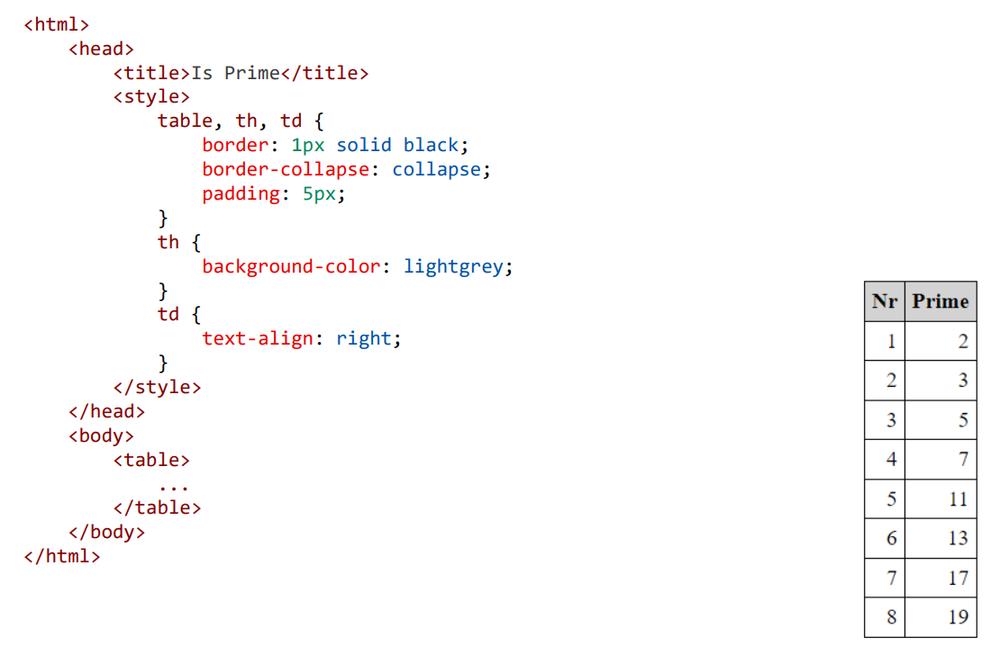 <html>
    <head>
        <title>Is Prime</title>
        <style>
            table, th, td {
                border: 1px solid black;
                border-collapse: collapse;
                padding: 5px;
            }
            th {
                background-color: lightgrey;
            }
            td {
                text-align: right;
            }
        </style>
    </head>
    <body>
        <table>
            ...
        </table>
    </body>
</html>
Nr Prime
1 2
2 3
3 5
4 7
5 11
6 13
7 17
8 19